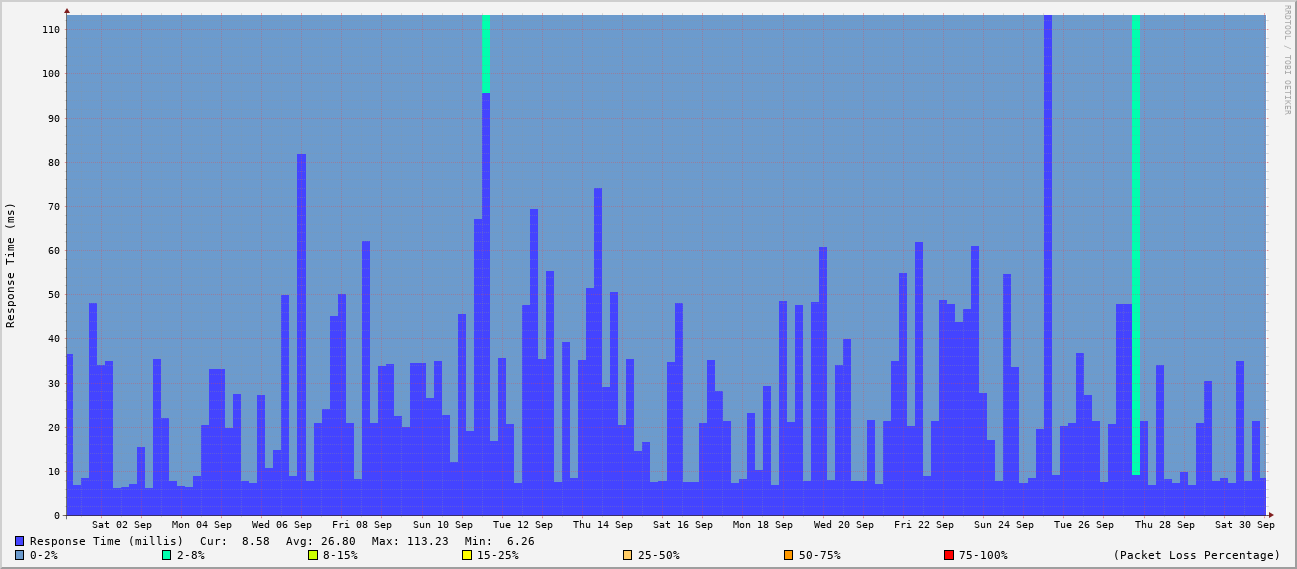 RRDTOOL / TOBI OETIKER
Response Time (ms)
110
100
90
80
70
60
50
40
30
20
10
0
Sat 02 Sep Mon 04 Sep Wed 06 Sep Fri 08 Sep Sun 10 Sep Tue 12 Sep Thu 14 Sep Sat 16 Sep Mon 18 Sep Wed 20 Sep Fri 22 Sep Sun 24 Sep Tue 26 Sep Thu 28 Sep Sat 30 Sep
Response Time (millis) Cur: 8.58 Avg: 26.80 Max: 113.23 Min: 6.26
0-2% 2-8% 8-15% 15-25% 25-50% 50-75% 75-100% (Packet Loss Percentage)